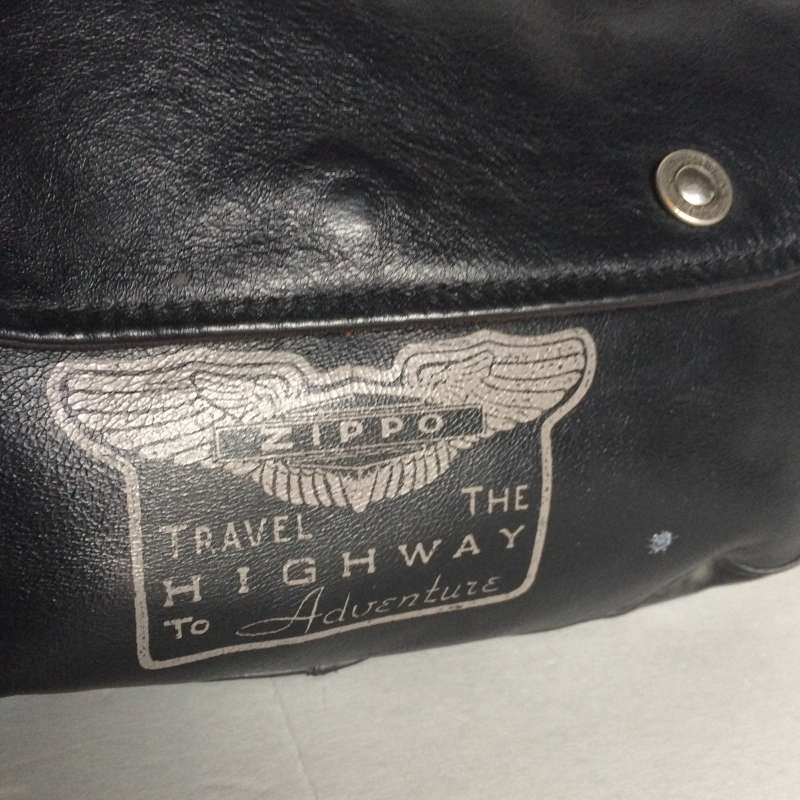 ZIPPO
TRAVEL THE
HIGHWAY
TO Adventure